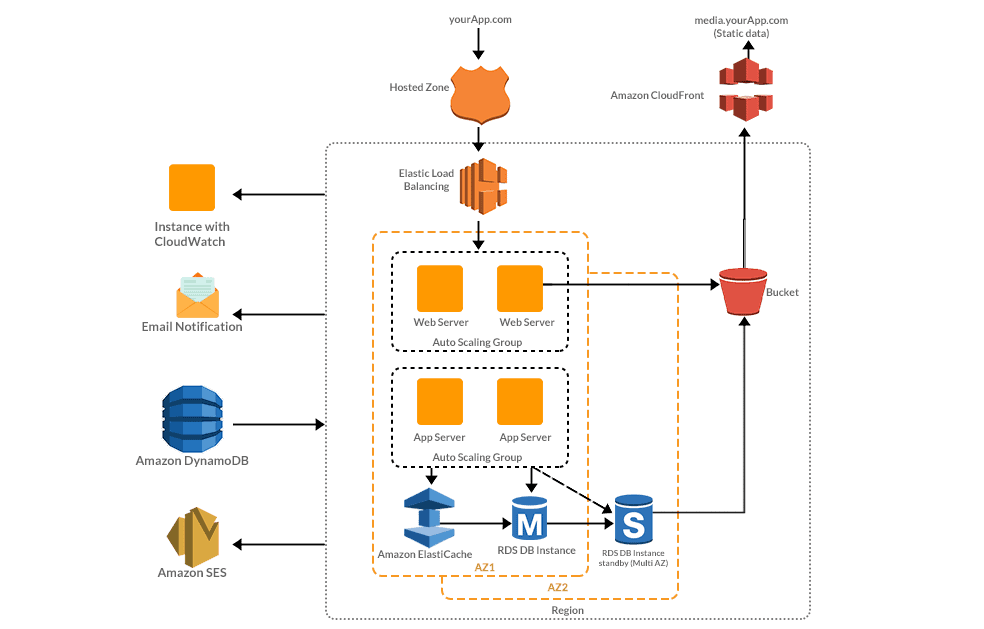 yourApp.com
media.yourApp.com
(Static data)
Hosted Zone
Amazon CloudFront
Elastic Load
Balancing
Instance with
CloudWatch
Web Server
Web Server
Auto Scaling Group
Bucket
Email Notification
App Server
App Server
Auto Scaling Group
Amazon DynamoDB
M
S
Amazon ElastiCache
RDS DB Instance
RDS DB Instance
standby (Multi AZ)
Amazon SES
AZ1
AZ2
Region